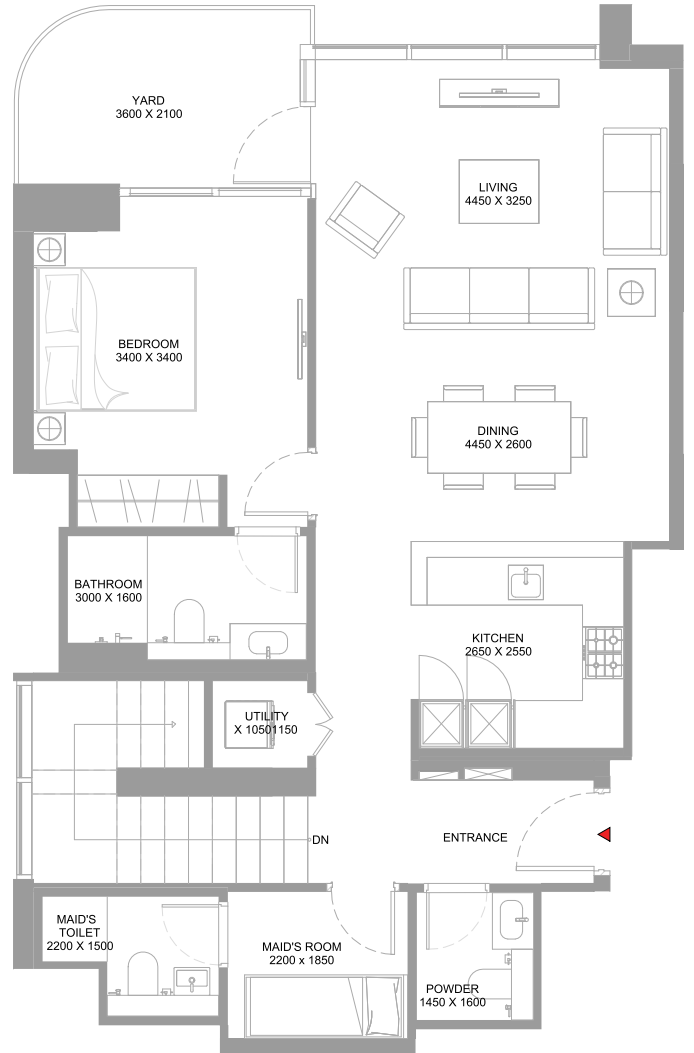 YARD
3600 X 2100
LIVING
4450 X 3250
BEDROOM
3400 X 3400
DINING
4450 X 2600
BATHROOM
3000 X 1600
KITCHEN
2650 X 2550
UTILITY
X 10501150
DN
ENTRANCE
MAID'S
TOILET
2200 X 1500
MAID'S ROOM
2200 x 1850
POWDER
1450 X 1600